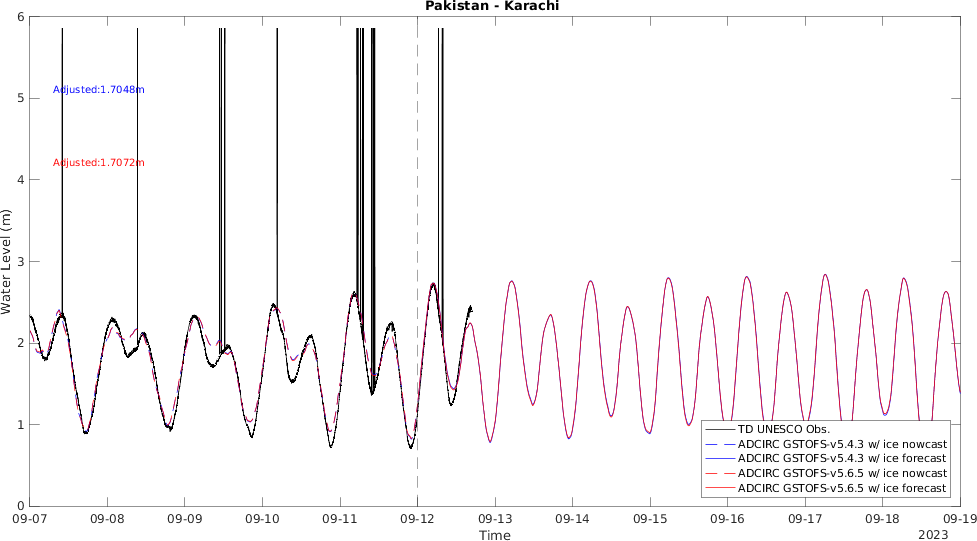 Pakistan - Karachi
6
5
4
3
2
1
0
Water Level (m)
Adjusted:1.7048m
Adjusted:1.7072m
TD UNESCO Obs.
ADCIRC GSTOFS-v5.4.3 w/ ice nowcast
ADCIRC GSTOFS-v5.4.3 w/ ice forecast
ADCIRC GSTOFS-v5.6.5 w/ ice nowcast
ADCIRC GSTOFS-v5.6.5 w/ ice forecast
09-07 09-08 09-09 09-10 09-11 09-12 09-13 09-14 09-15 09-16 09-17 09-18 09-19
Time
2023